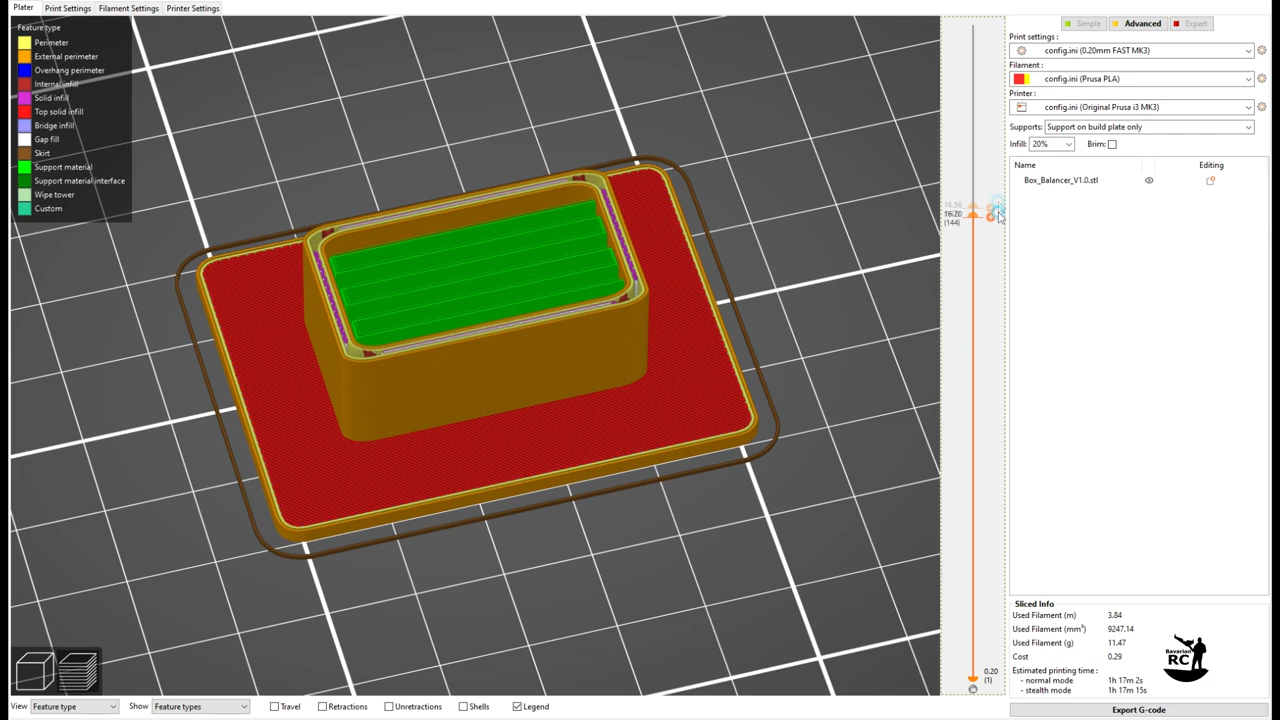 Plater
Print Settings
Filament Settings
Printer Settings
Feature type
Perimeter
External perimeter
Overhang perimeter
Internal infill
Solid infill
Top solid infill
Bridge infill
Gap fill
Skirt
Support material
Support material interface
Wipe tower
Custom
16.56
16.20
(144)
0.20
(1)
Simple
Advanced
Expert
Print settings :
config.ini (0.20mm FAST MK3)
Filament :
config.ini (Prusa PLA)
Printer :
config.ini (Original Prusa i3 MK3)
Supports: Support on build plate only
Infill: 20% Brim:
Name Editing
Box_Balancer_V1.0.stl
Sliced Info
Used Filament (m) 3.84
Used Filament (mm³) 9247.14
Used Filament (g) 11.47
Cost 0.29
Estimated printing time :
- normal mode 1h 17m 2s
- stealth mode 1h 17m 15s
Bavarian
RC
View Feature type Show Feature types Travel Retractions Unretractions Shells Legend
Export G-code